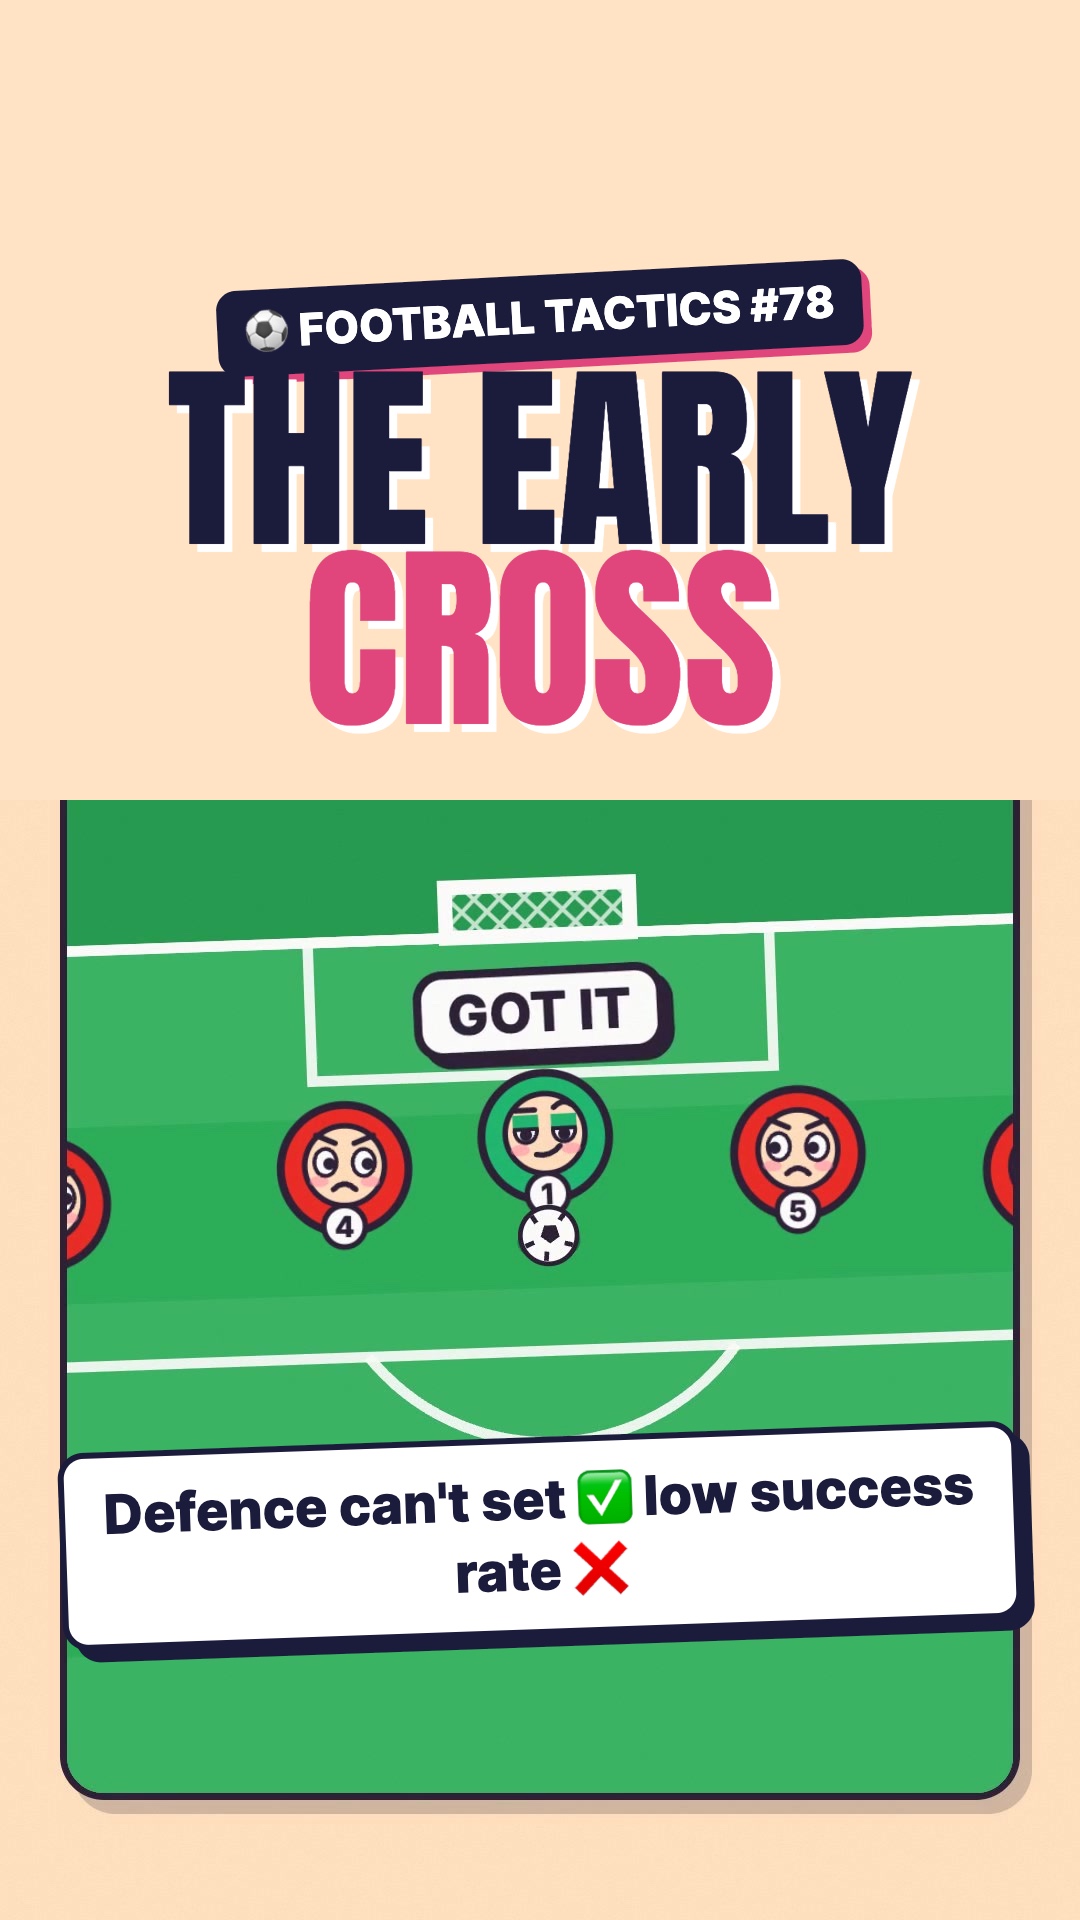 ⚽ FOOTBALL TACTICS #78
THE EARLY
CROSS
GOT IT
4
1
5
Defence can't set ✅ low success
rate ❌